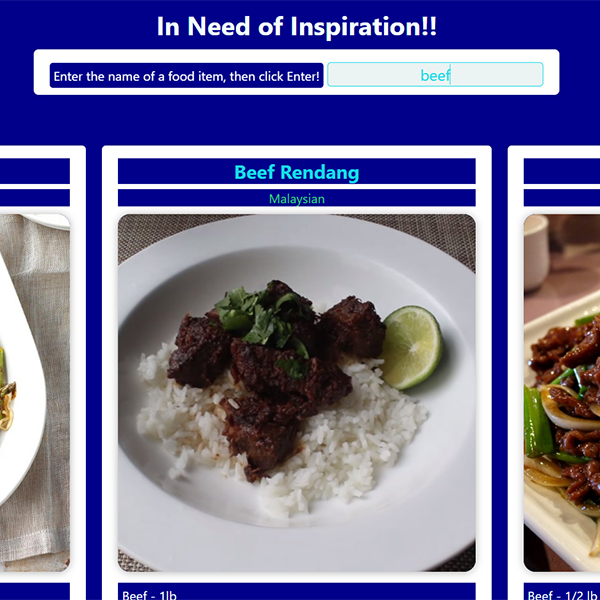 In Need of Inspiration!!
Enter the name of a food item, then click Enter!
beef
Beef Rendang
Malaysian
Beef - 1lb
Beef - 1/2 lb